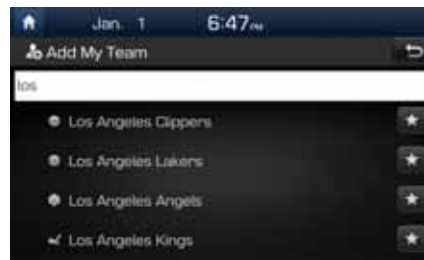 Jan. 1 6:47PM
Add My Team
los
Los Angeles Clippers
Los Angeles Lakers
Los Angeles Angels
Los Angeles Kings